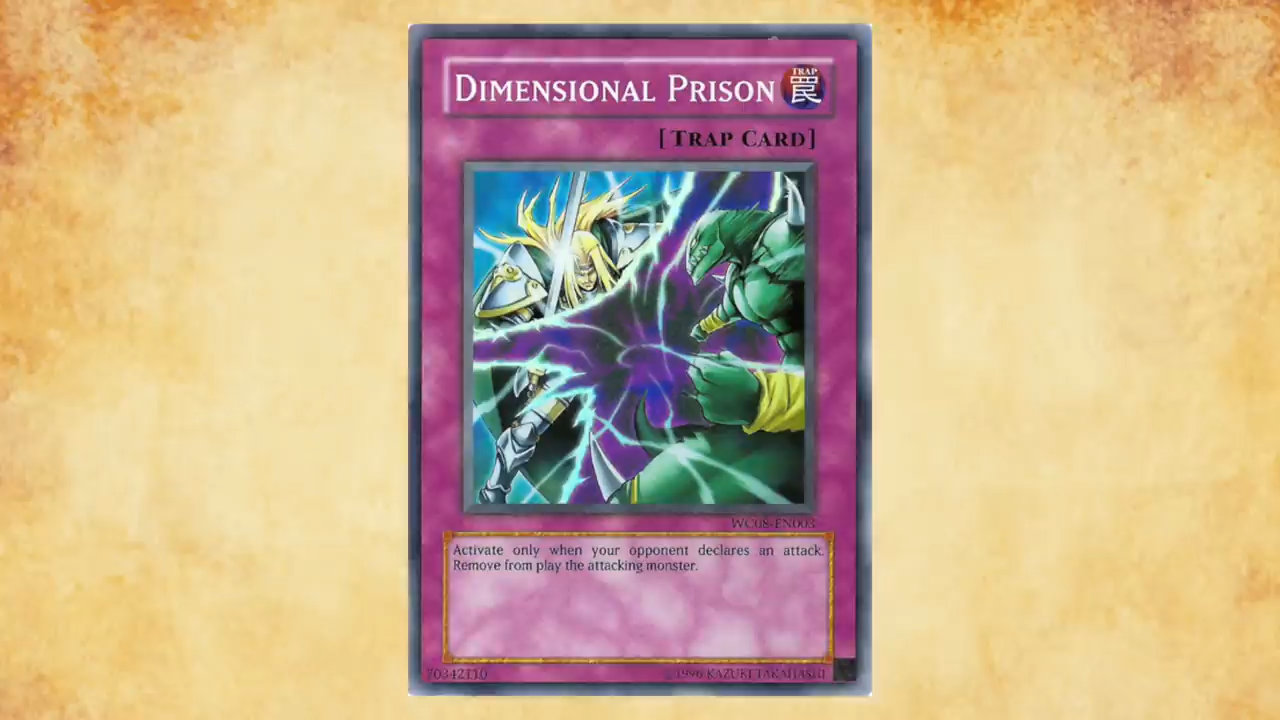 DIMENSIONAL PRISON
TRAP
罠
[TRAP CARD]
WC08-EN003
Activate only when your opponent declares an attack.
Remove from play the attacking monster.
70342110
©1996 KAZUKI TAKAHASHI